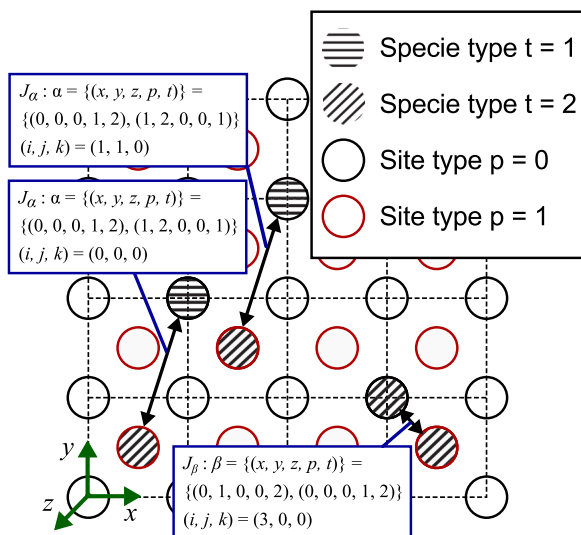 Specie type t = 1
Specie type t = 2
Site type p = 0
Site type p = 1
J_α : α = {(x, y, z, p, t)} =
{(0, 0, 0, 1, 2), (1, 2, 0, 0, 1)}
(i, j, k) = (1, 1, 0)
J_α : α = {(x, y, z, p, t)} =
{(0, 0, 0, 1, 2), (1, 2, 0, 0, 1)}
(i, j, k) = (0, 0, 0)
J_β : β = {(x, y, z, p, t)} =
{(0, 1, 0, 0, 2), (0, 0, 0, 1, 2)}
(i, j, k) = (3, 0, 0)
y
z
x